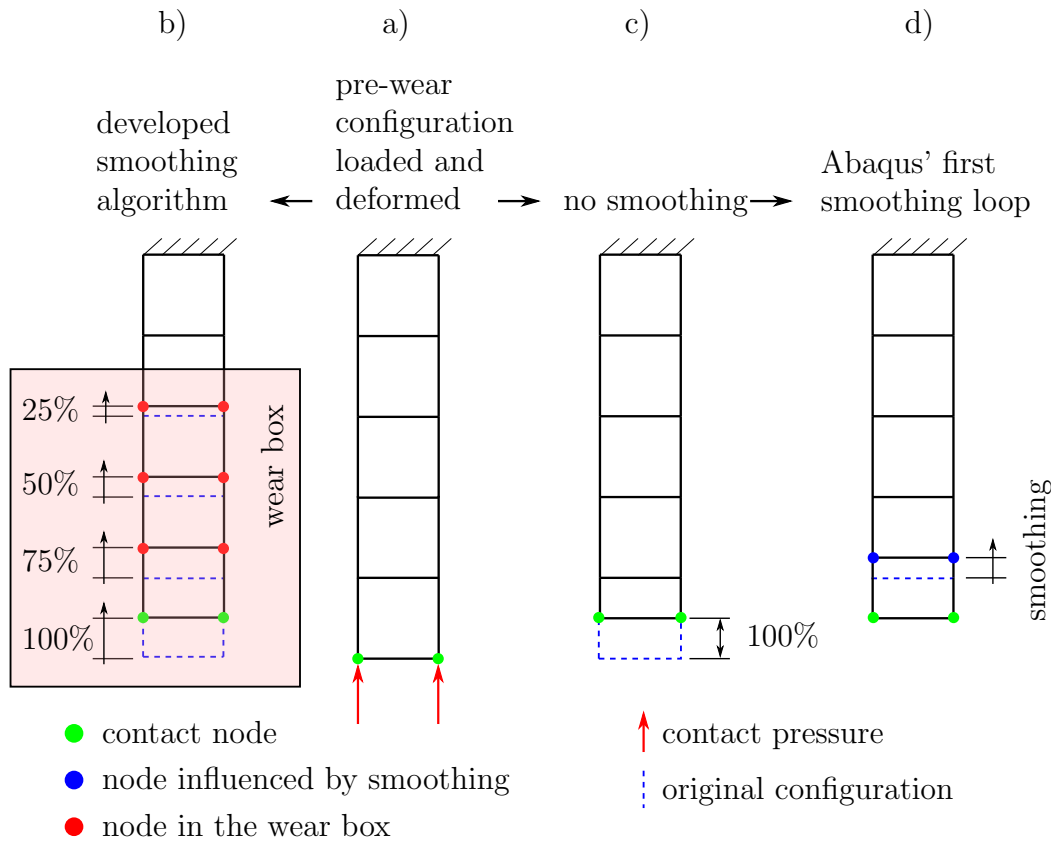 b)
a)
c)
d)
developed
smoothing
algorithm
pre-wear
configuration
loaded and
deformed
no smoothing
Abaqus' first
smoothing loop
25%
50%
75%
100%
wear box
100%
smoothing
contact node
node influenced by smoothing
node in the wear box
contact pressure
original configuration